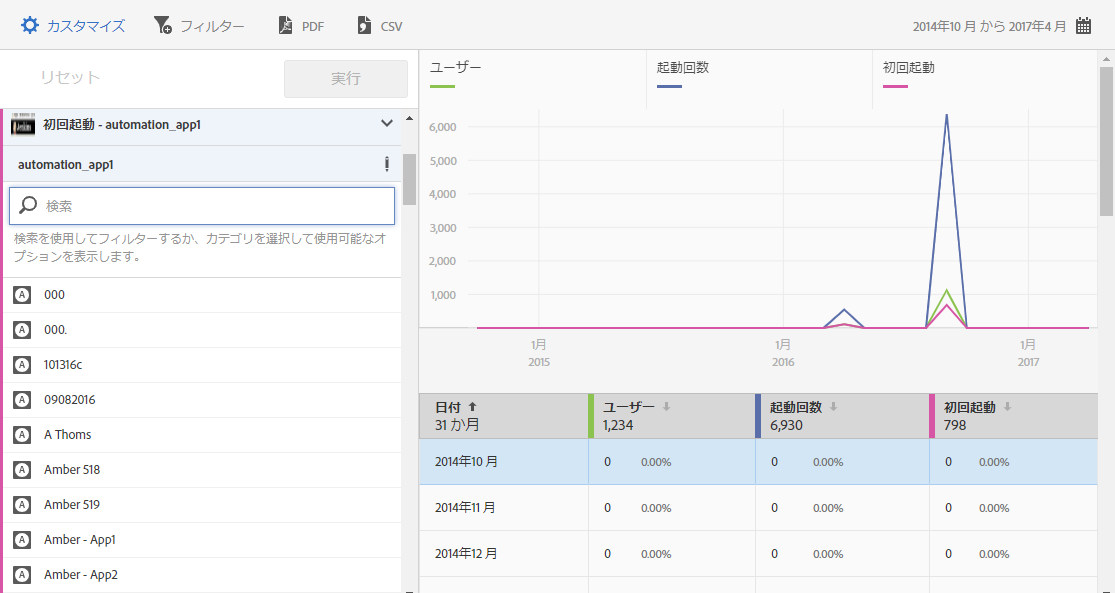 カスタマイズ フィルター PDF CSV 2014年10月 から 2017年4月
リセット 実行
初回起動 - automation_app1
automation_app1
検索
検索を使用してフィルターするか、カテゴリを選択して使用可能なオ
プションを表示します。
000
000.
101316c
09082016
A Thoms
Amber 518
Amber 519
Amber - App1
Amber - App2
ユーザー 起動回数 初回起動
6,000
5,000
4,000
3,000
2,000
1,000
1月 1月 1月
2015 2016 2017
日付 ユーザー 起動回数 初回起動
31 か月 1,234 6,930 798
2014年10 月 0 0.00% 0 0.00% 0 0.00%
2014年11 月 0 0.00% 0 0.00% 0 0.00%
2014年12 月 0 0.00% 0 0.00% 0 0.00%